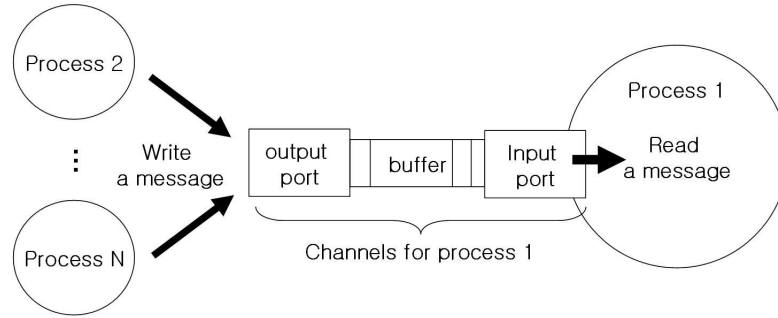 Process 2
⋮
Process N
Write
a message
output
port
buffer
Input
port
Channels for process 1
Process 1
Read
a message